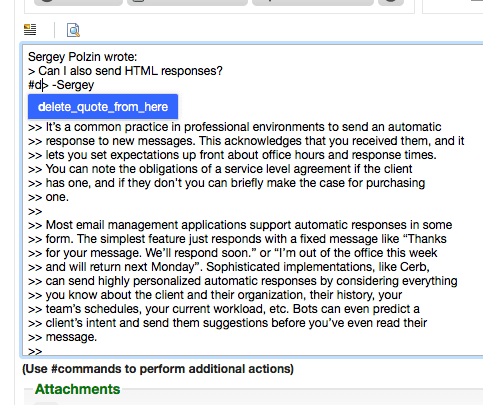 Sergey Polzin wrote:
> Can I also send HTML responses?
#d> -Sergey
delete_quote_from_here
>> It's a common practice in professional environments to send an automatic
>> response to new messages. This acknowledges that you received them, and it
>> lets you set expectations up front about office hours and response times.
>> You can note the obligations of a service level agreement if the client
>> has one, and if they don't you can briefly make the case for purchasing
>> one.
>>
>> Most email management applications support automatic responses in some
>> form. The simplest feature just responds with a fixed message like “Thanks
>> for your message. We'll respond soon.” or “I'm out of the office this week
>> and will return next Monday”. Sophisticated implementations, like Cerb,
>> can send highly personalized automatic responses by considering everything
>> you know about the client and their organization, their history, your
>> team's schedules, your current workload, etc. Bots can even predict a
>> client's intent and send them suggestions before you've even read their
>> message.
>>
(Use #commands to perform additional actions)
Attachments